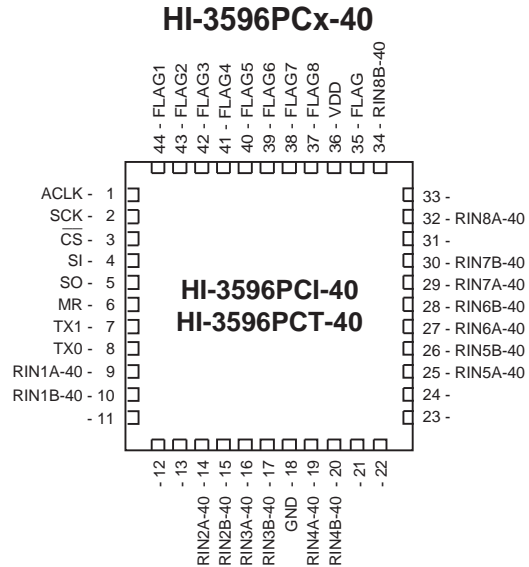 HI-3596PCx-40
44 - FLAG1
43 - FLAG2
42 - FLAG3
41 - FLAG4
40 - FLAG5
39 - FLAG6
38 - FLAG7
37 - FLAG8
36 - VDD
35 - FLAG
34 - RIN8B-40
ACLK - 1
SCK - 2
CS - 3
SI - 4
SO - 5
MR - 6
TX1 - 7
TX0 - 8
RIN1A-40 - 9
RIN1B-40 - 10
- 11
HI-3596PCI-40
HI-3596PCT-40
33 -
32 - RIN8A-40
31 -
30 - RIN7B-40
29 - RIN7A-40
28 - RIN6B-40
27 - RIN6A-40
26 - RIN5B-40
25 - RIN5A-40
24 -
23 -
- 12
- 13
RIN2A-40 - 14
RIN2B-40 - 15
RIN3A-40 - 16
RIN3B-40 - 17
GND - 18
RIN4A-40 - 19
RIN4B-40 - 20
- 21
- 22